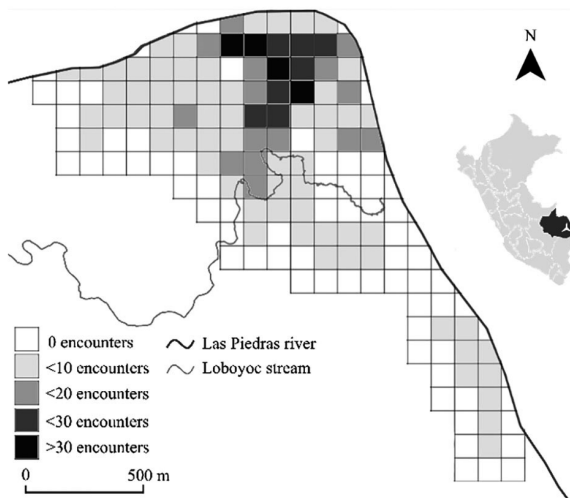 N
0 encounters
<10 encounters
<20 encounters
<30 encounters
>30 encounters
Las Piedras river
Loboyoc stream
0 500 m